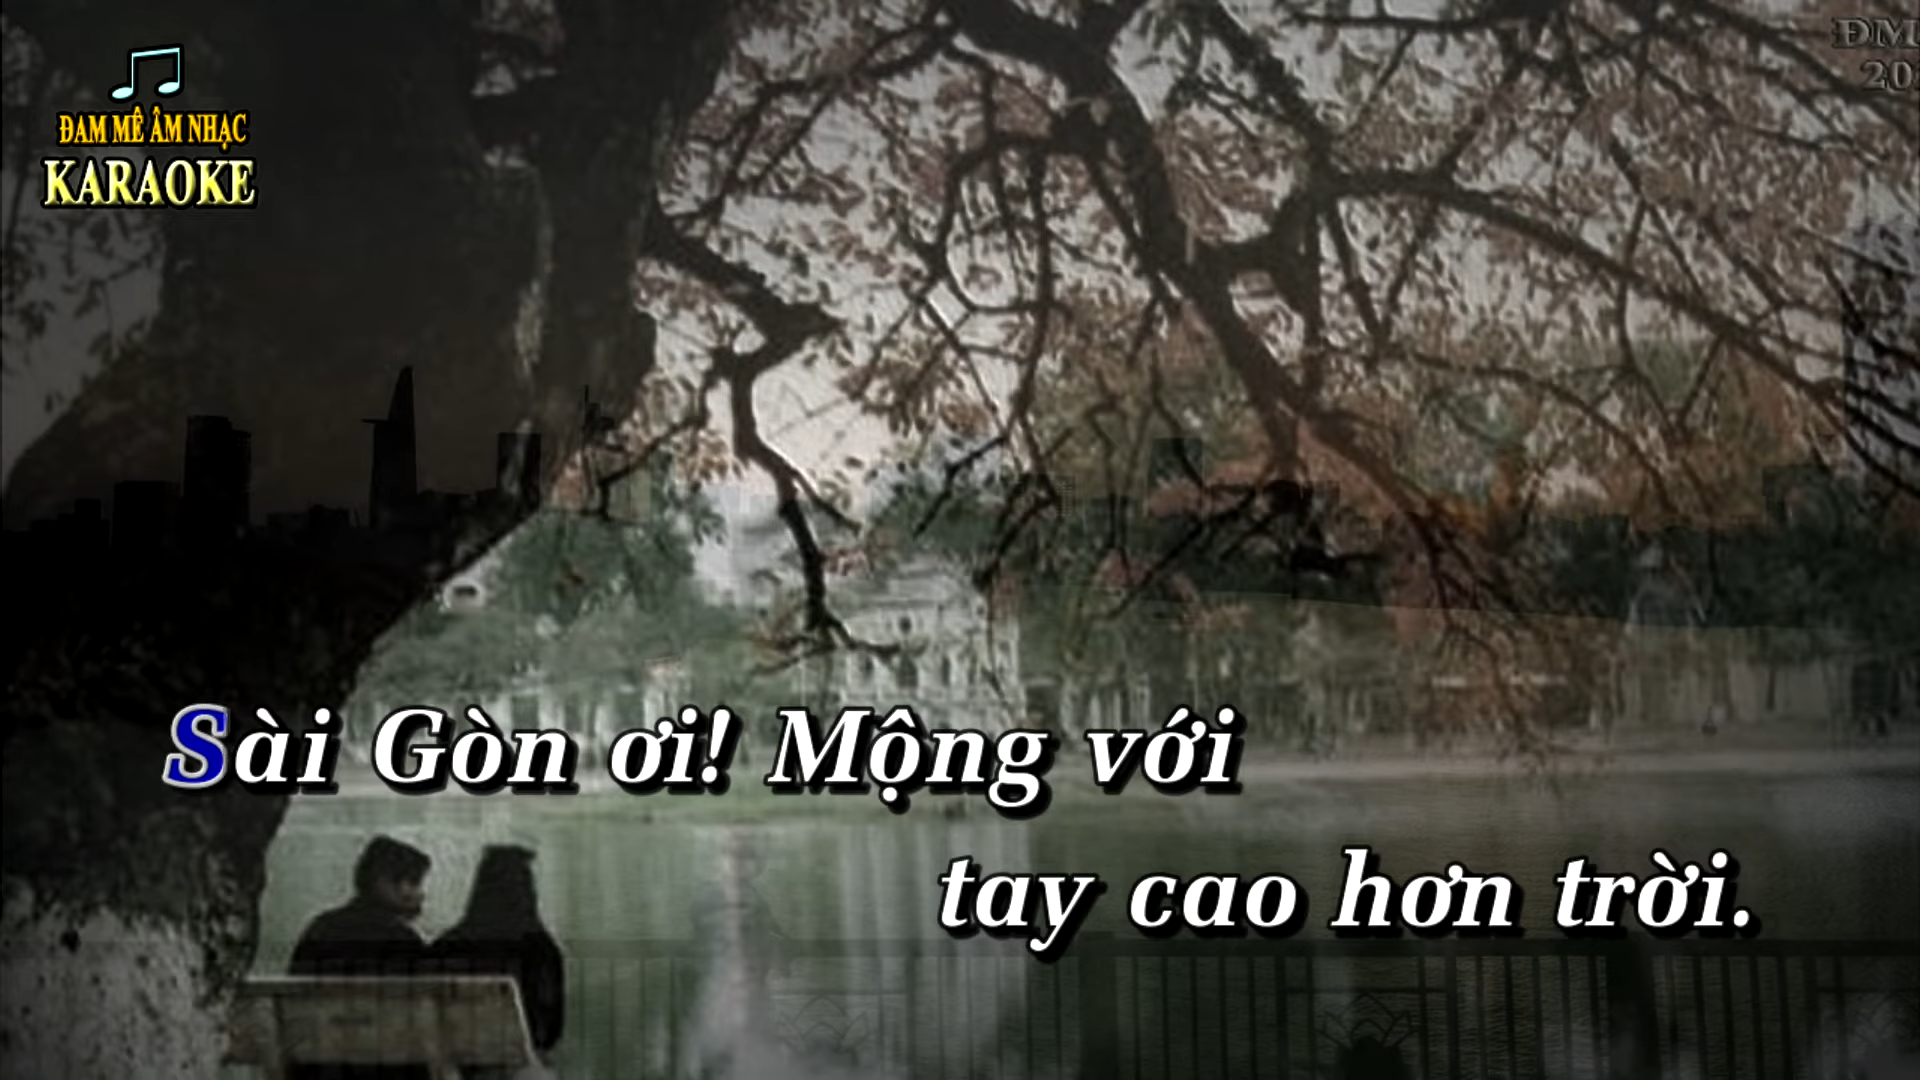 ĐAM MÊ ÂM NHẠC
KARAOKE
Sài Gòn ơi! Mộng với
tay cao hơn trời.